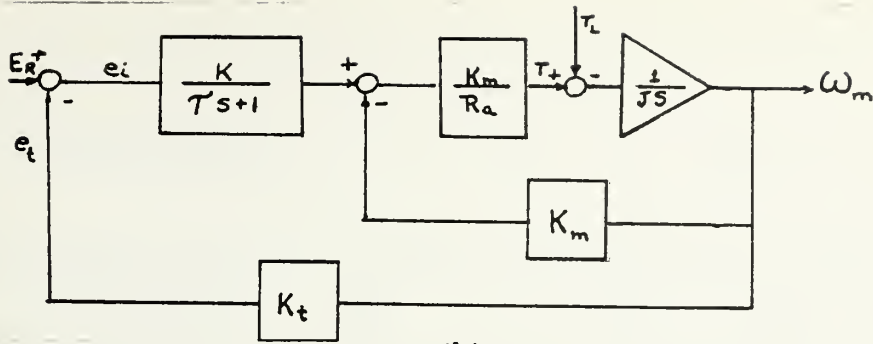 E_R +
-
e_i
K
τs+1
+
-
K_m
R_a
T +
T_L
-
1
JS
ω_m
e_t
K_m
K_t